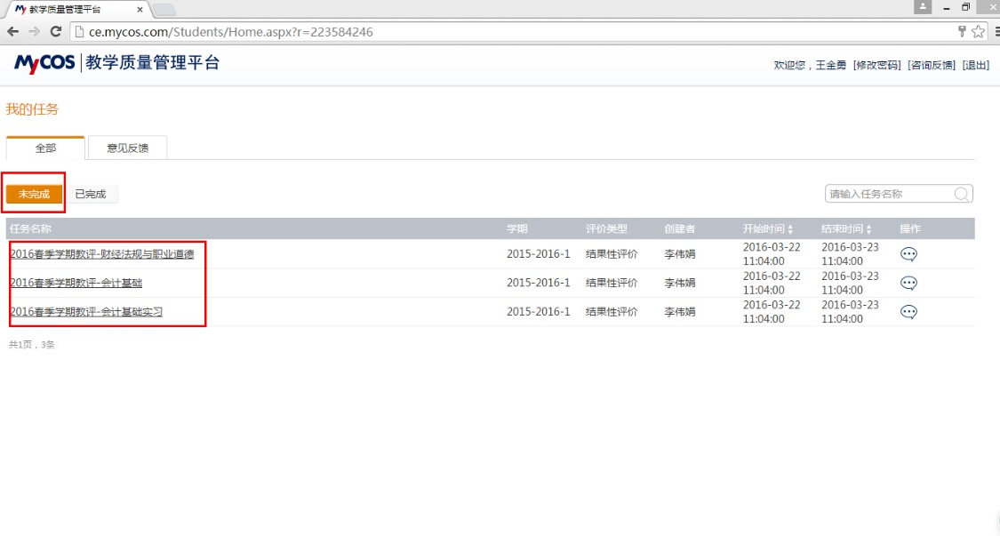 My 教学质量管理平台
ce.mycos.com/Students/Home.aspx?r=223584246
MyCOS 教学质量管理平台
欢迎您，王金勇 [修改密码] [咨询反馈] [退出]
我的任务
全部 意见反馈
未完成 已完成 请输入任务名称
任务名称 学期 评价类型 创建者 开始时间 结束时间 操作
2016春季学期教评-财经法规与职业道德 2015-2016-1 结果性评价 李伟娟 2016-03-22 11:04:00 2016-03-23 11:04:00
2016春季学期教评-会计基础 2015-2016-1 结果性评价 李伟娟 2016-03-22 11:04:00 2016-03-23 11:04:00
2016春季学期教评-会计基础实习 2015-2016-1 结果性评价 李伟娟 2016-03-22 11:04:00 2016-03-23 11:04:00
共1页，3条